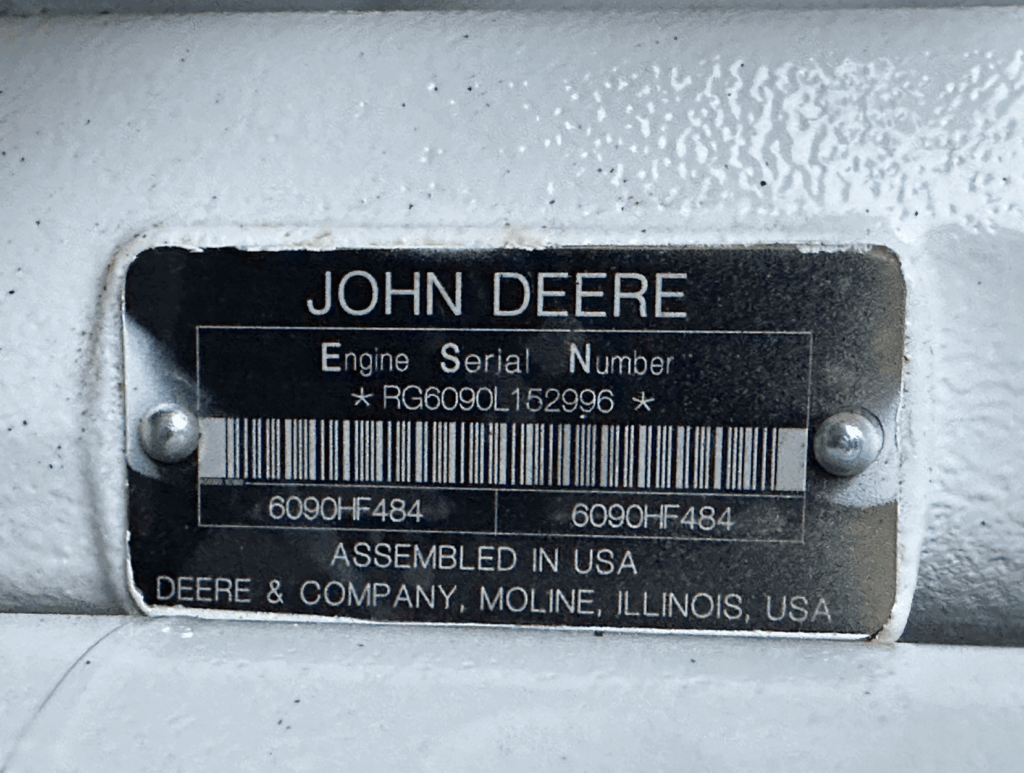 JOHN DEERE
Engine Serial Number
* RG6090L152996 *
6090HF484 6090HF484
ASSEMBLED IN USA
DEERE & COMPANY, MOLINE, ILLINOIS, USA